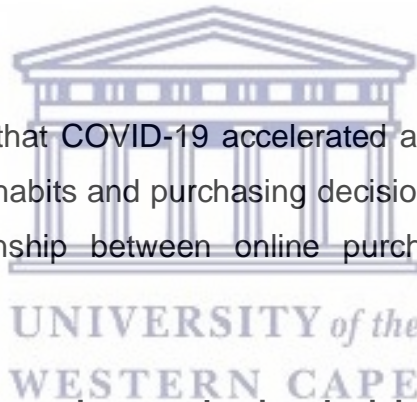 that COVID-19 accelerated a
habits and purchasing decisio
nship between online purch
UNIVERSITY of the
WESTERN CAPE